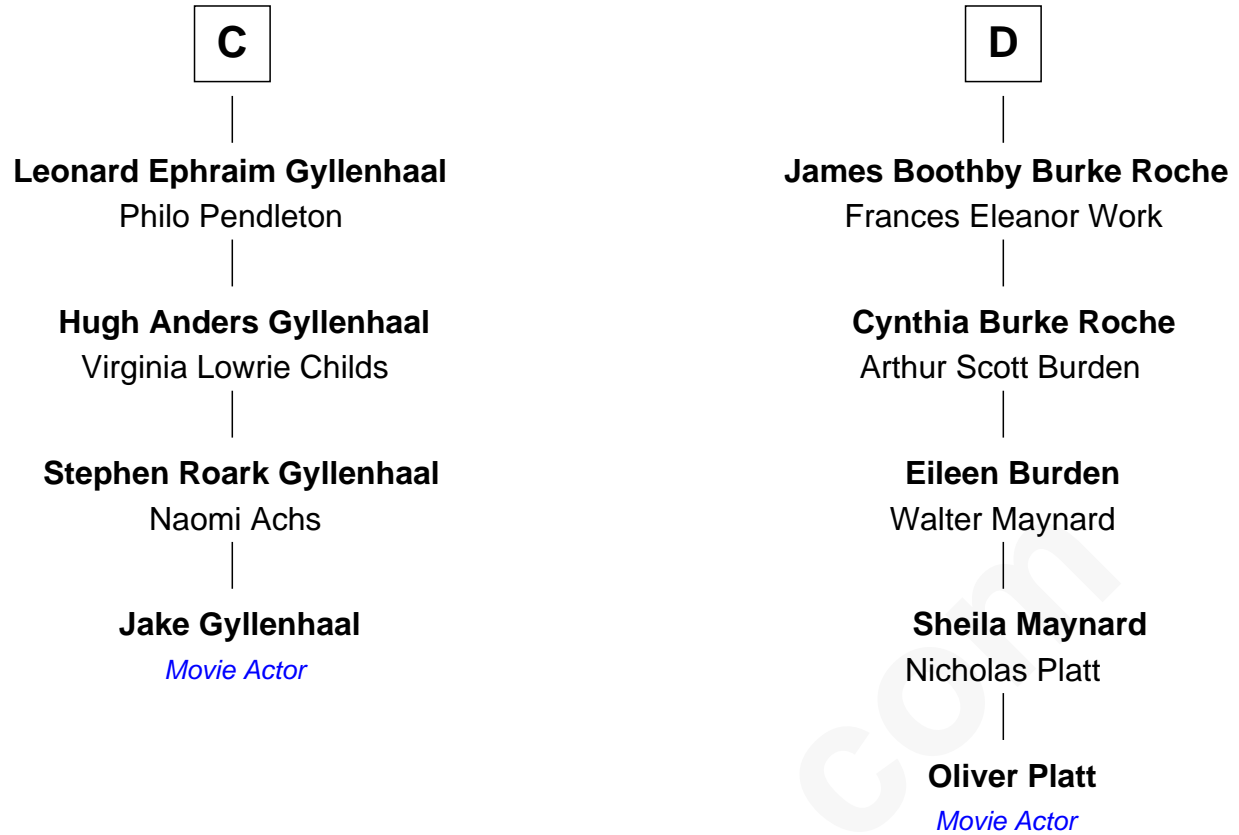 C
Leonard Ephraim Gyllenhaal
Philo Pendleton
Hugh Anders Gyllenhaal
Virginia Lowrie Childs
Stephen Roark Gyllenhaal
Naomi Achs
Jake Gyllenhaal
Movie Actor
D
James Boothby Burke Roche
Frances Eleanor Work
Cynthia Burke Roche
Arthur Scott Burden
Eileen Burden
Walter Maynard
Sheila Maynard
Nicholas Platt
Oliver Platt
Movie Actor
com